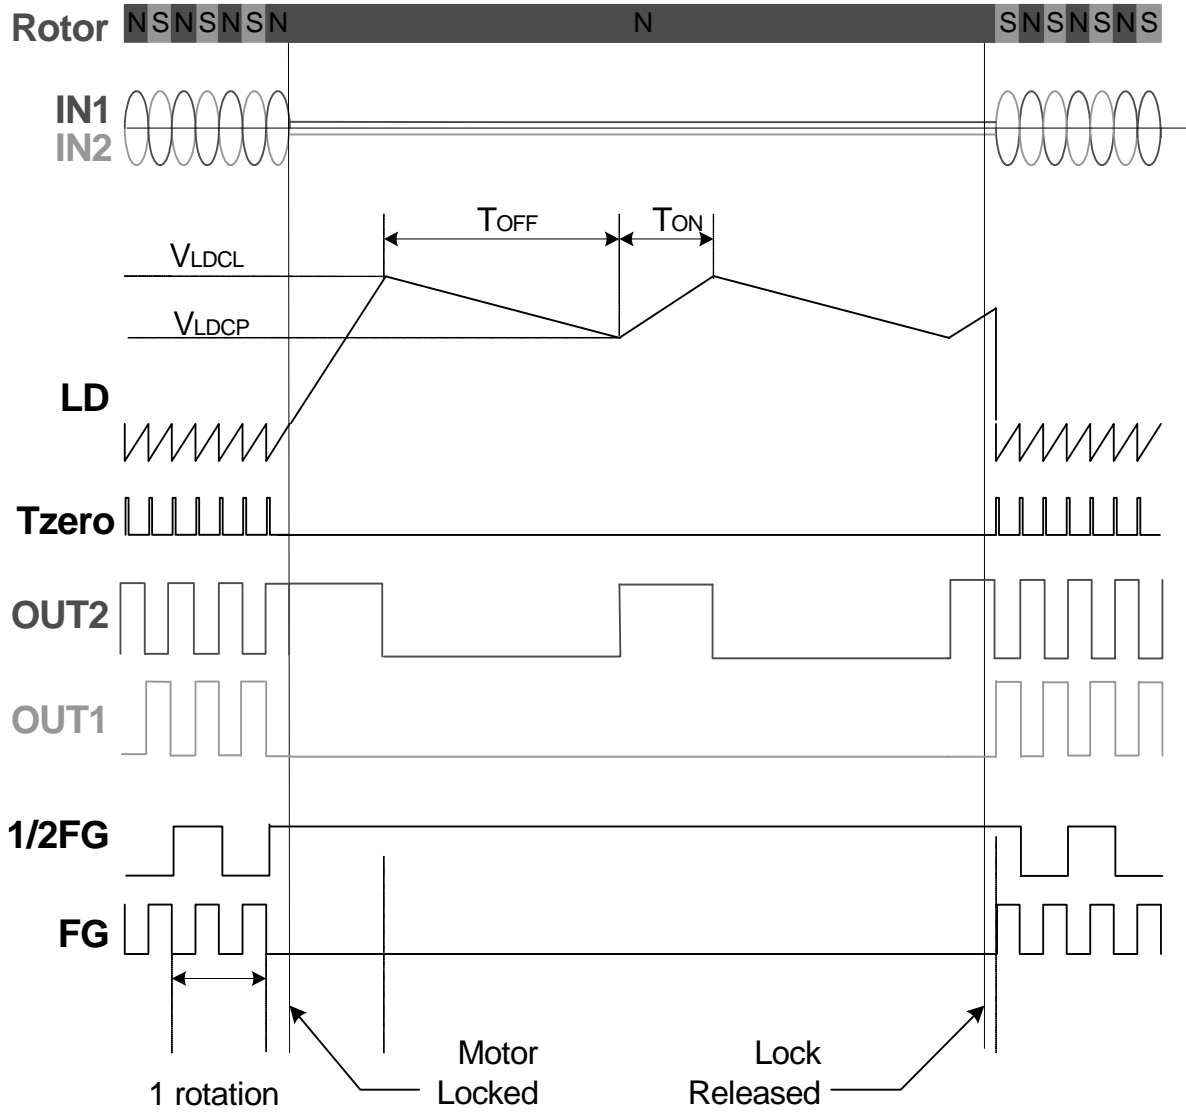 Rotor N S N S N S N N S N S N S N S
IN1
IN2
TOFF TON
VLDCL
VLDCP
LD
Tzero
OUT2
OUT1
1/2FG
FG
1 rotation
Motor
Locked
Lock
Released